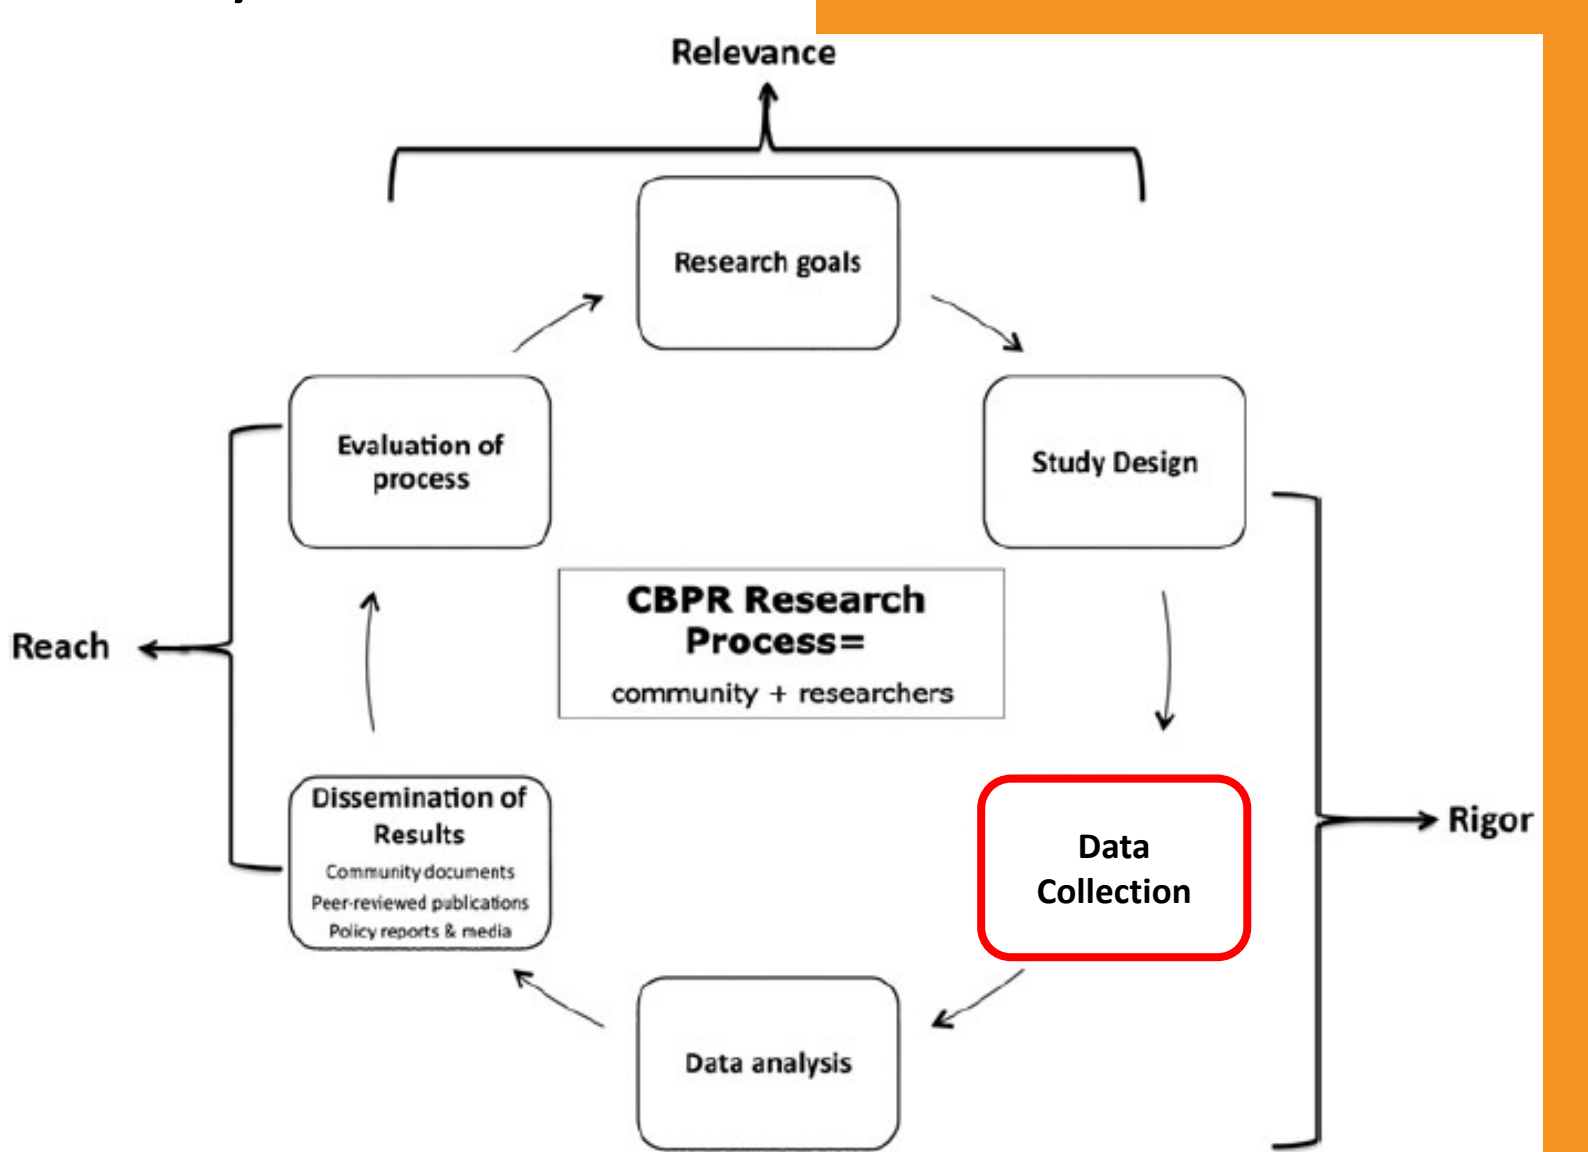 Relevance
Research goals
Evaluation of
process
Study Design
CBPR Research
Process=
community + researchers
Reach
Dissemination of
Results
Community documents
Peer-reviewed publications
Policy reports & media
Data
Collection
Rigor
Data analysis